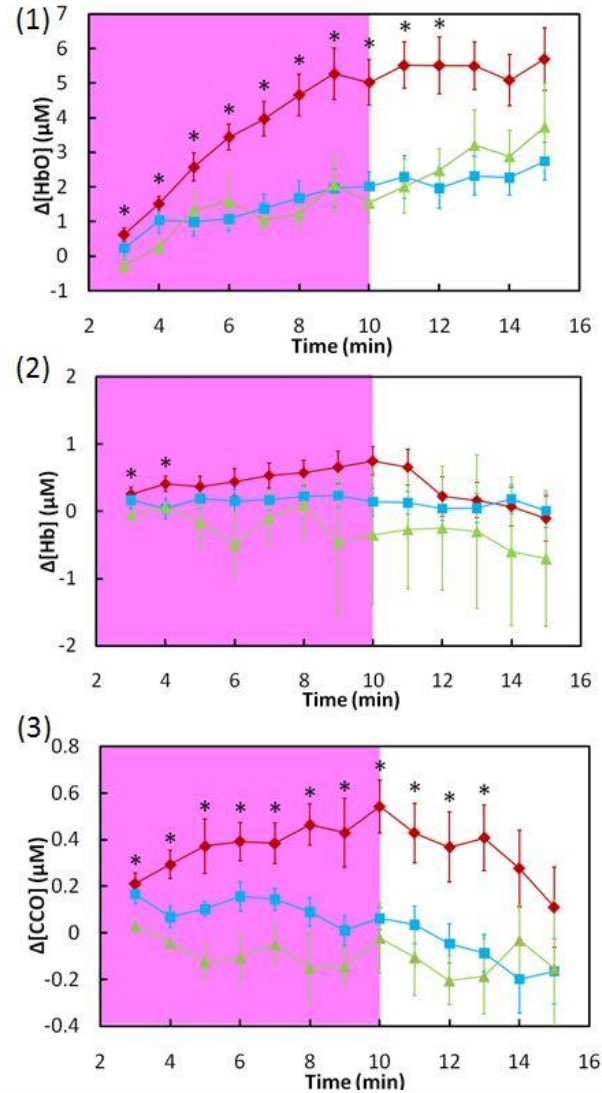 (1)
Δ[HbO] (μM)
7
6
5
4
3
2
1
0
-1
* * * * * * * * * *
2 4 6 8 10 12 14 16
Time (min)
(2)
Δ[Hb] (μM)
2
1
0
-1
-2
* *
2 4 6 8 10 12 14 16
Time (min)
(3)
Δ[CCO] (μM)
0.8
0.6
0.4
0.2
0
-0.2
-0.4
* * * * * * * * * * *
2 4 6 8 10 12 14 16
Time (min)